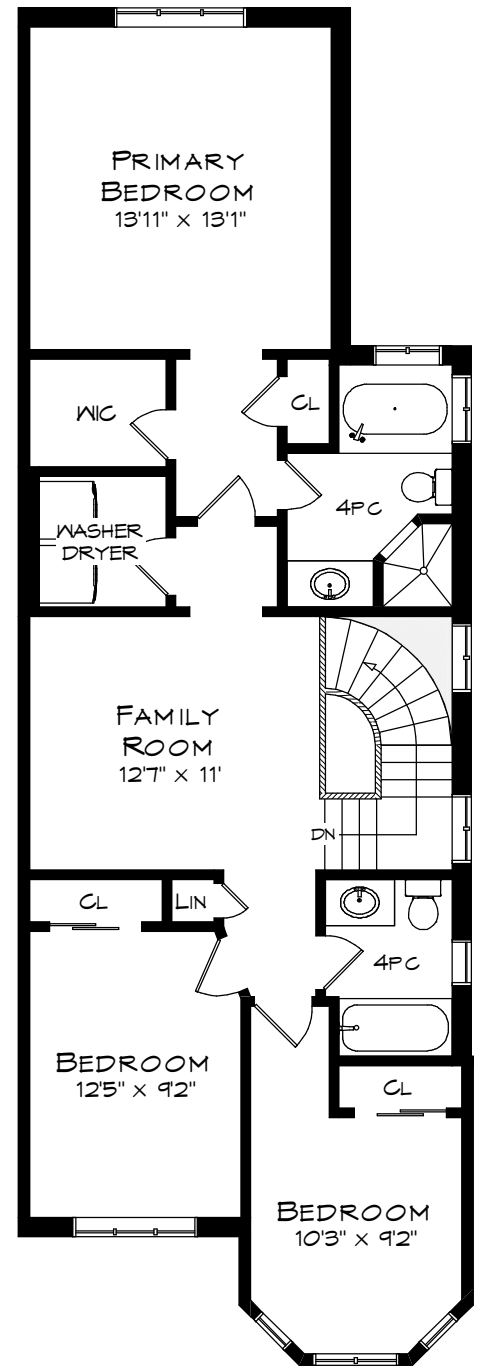 PRIMARY
BEDROOM
13'11" x 13'1"
WIC
CL
4PC
WASHER
DRYER
FAMILY
ROOM
12'7" x 11'
DN
CL
LIN
4PC
BEDROOM
12'5" x 9'2"
CL
BEDROOM
10'3" x 9'2"